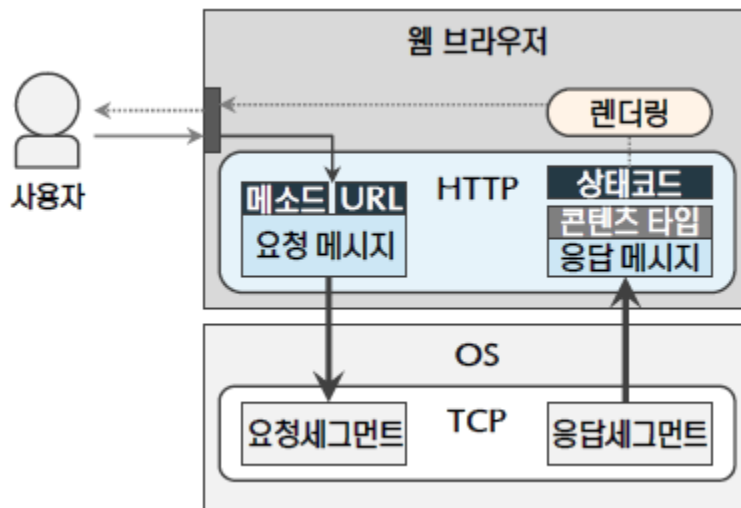 웹 브라우저
렌더링
사용자
메소드 URL
HTTP
상태코드
콘텐츠 타입
요청 메시지
응답 메시지
OS
요청세그먼트
TCP
응답세그먼트